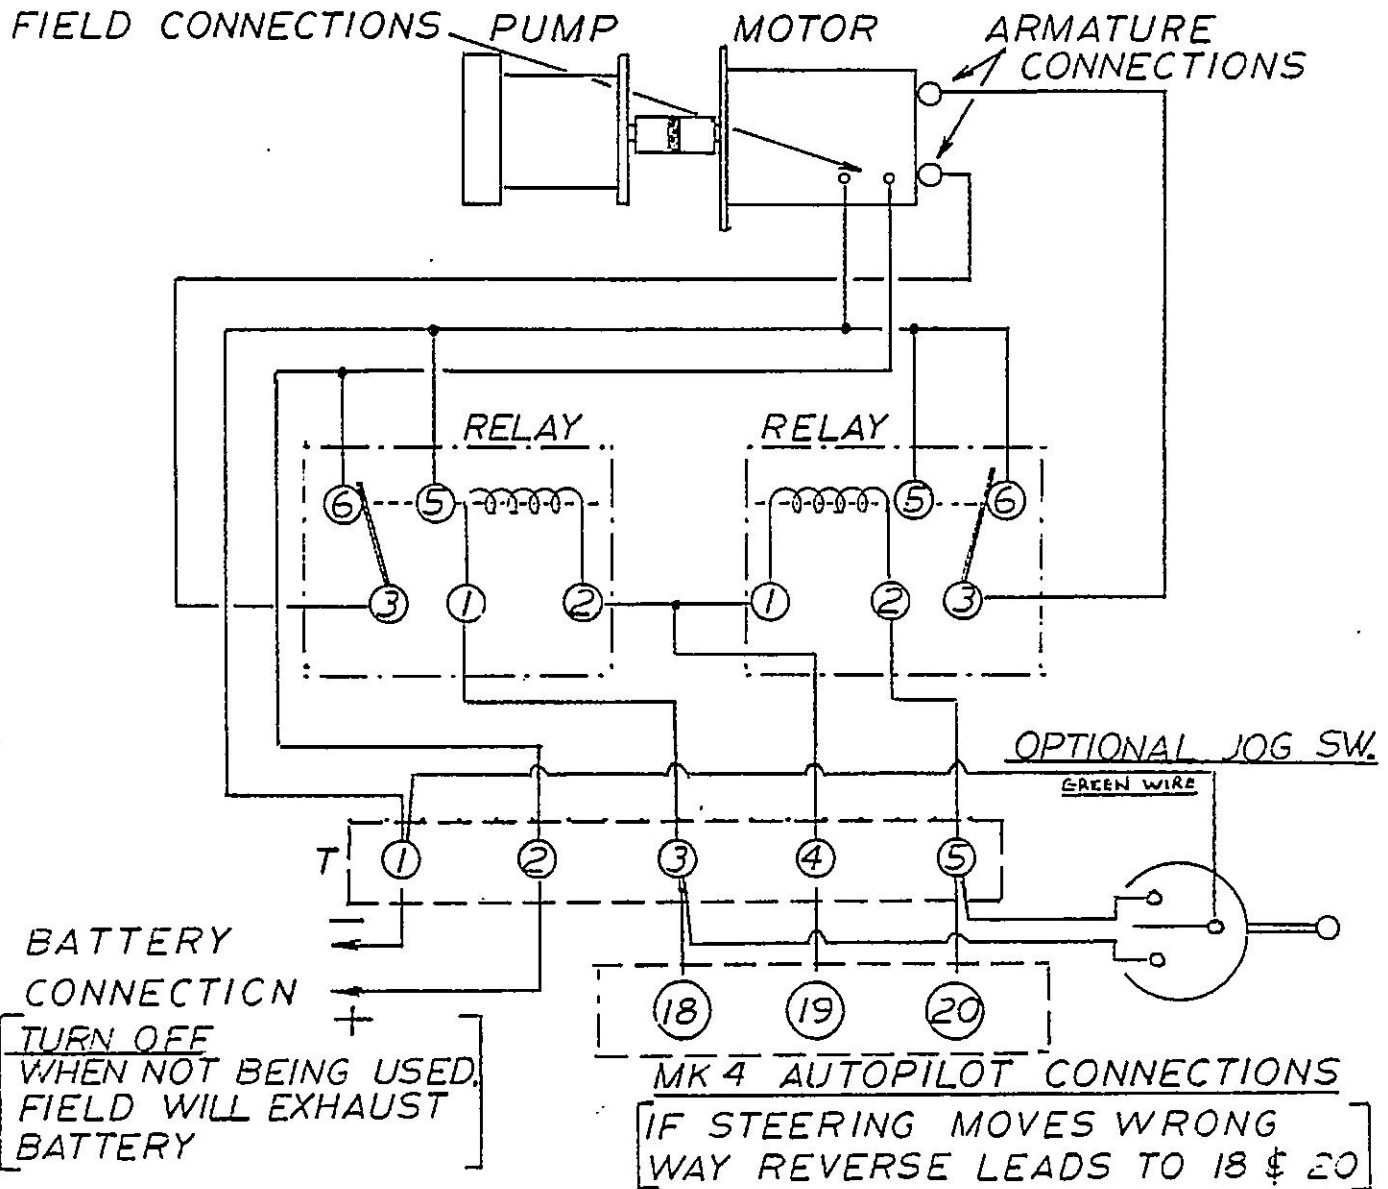 FIELD CONNECTIONS PUMP MOTOR ARMATURE
CONNECTIONS
RELAY RELAY
6 5 5 6
3 1 2 1 2 3
OPTIONAL JOG SW.
GREEN WIRE
T 1 2 3 4 5
−
BATTERY
CONNECTION
+
18 19 20
TURN OFF
WHEN NOT BEING USED.
FIELD WILL EXHAUST
BATTERY
MK 4 AUTOPILOT CONNECTIONS
IF STEERING MOVES WRONG
WAY REVERSE LEADS TO 18 & 20